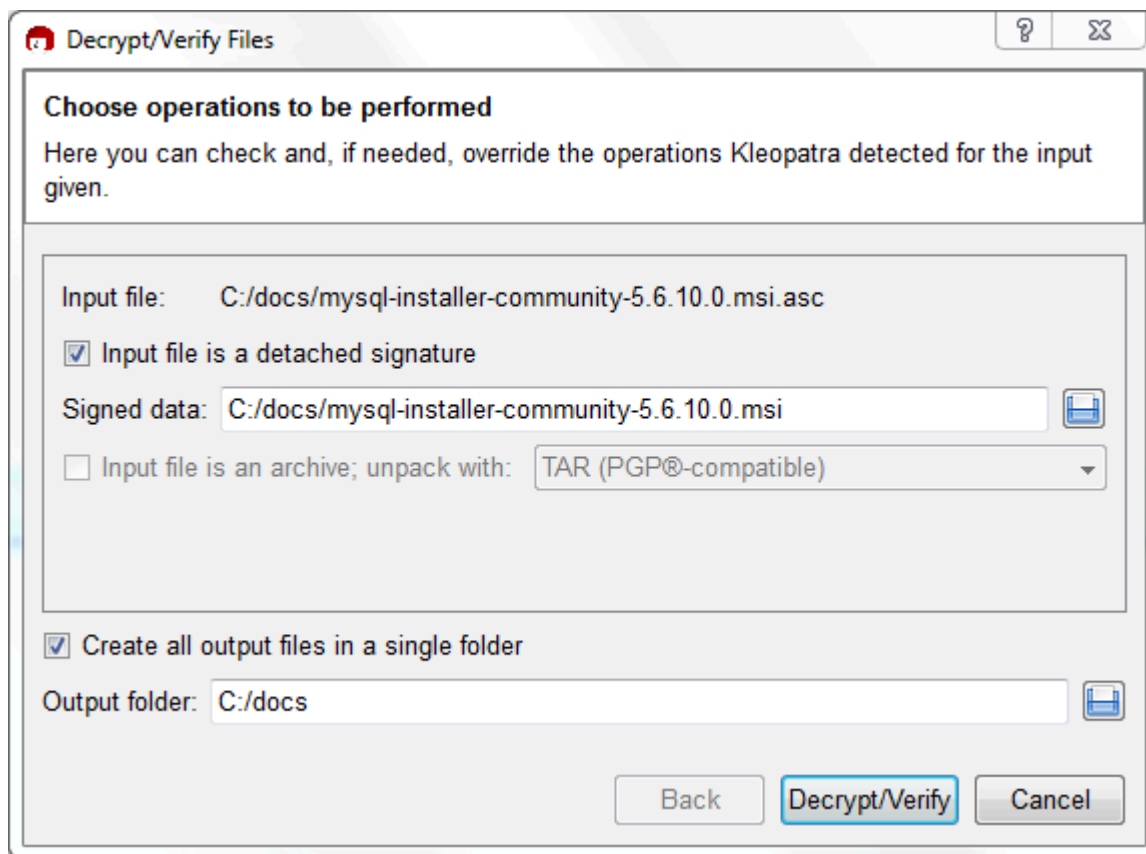 Decrypt/Verify Files
Choose operations to be performed
Here you can check and, if needed, override the operations Kleopatra detected for the input
given.
Input file: C:/docs/mysql-installer-community-5.6.10.0.msi.asc
Input file is a detached signature
Signed data: C:/docs/mysql-installer-community-5.6.10.0.msi
Input file is an archive; unpack with: TAR (PGP®-compatible)
Create all output files in a single folder
Output folder: C:/docs
Back Decrypt/Verify Cancel